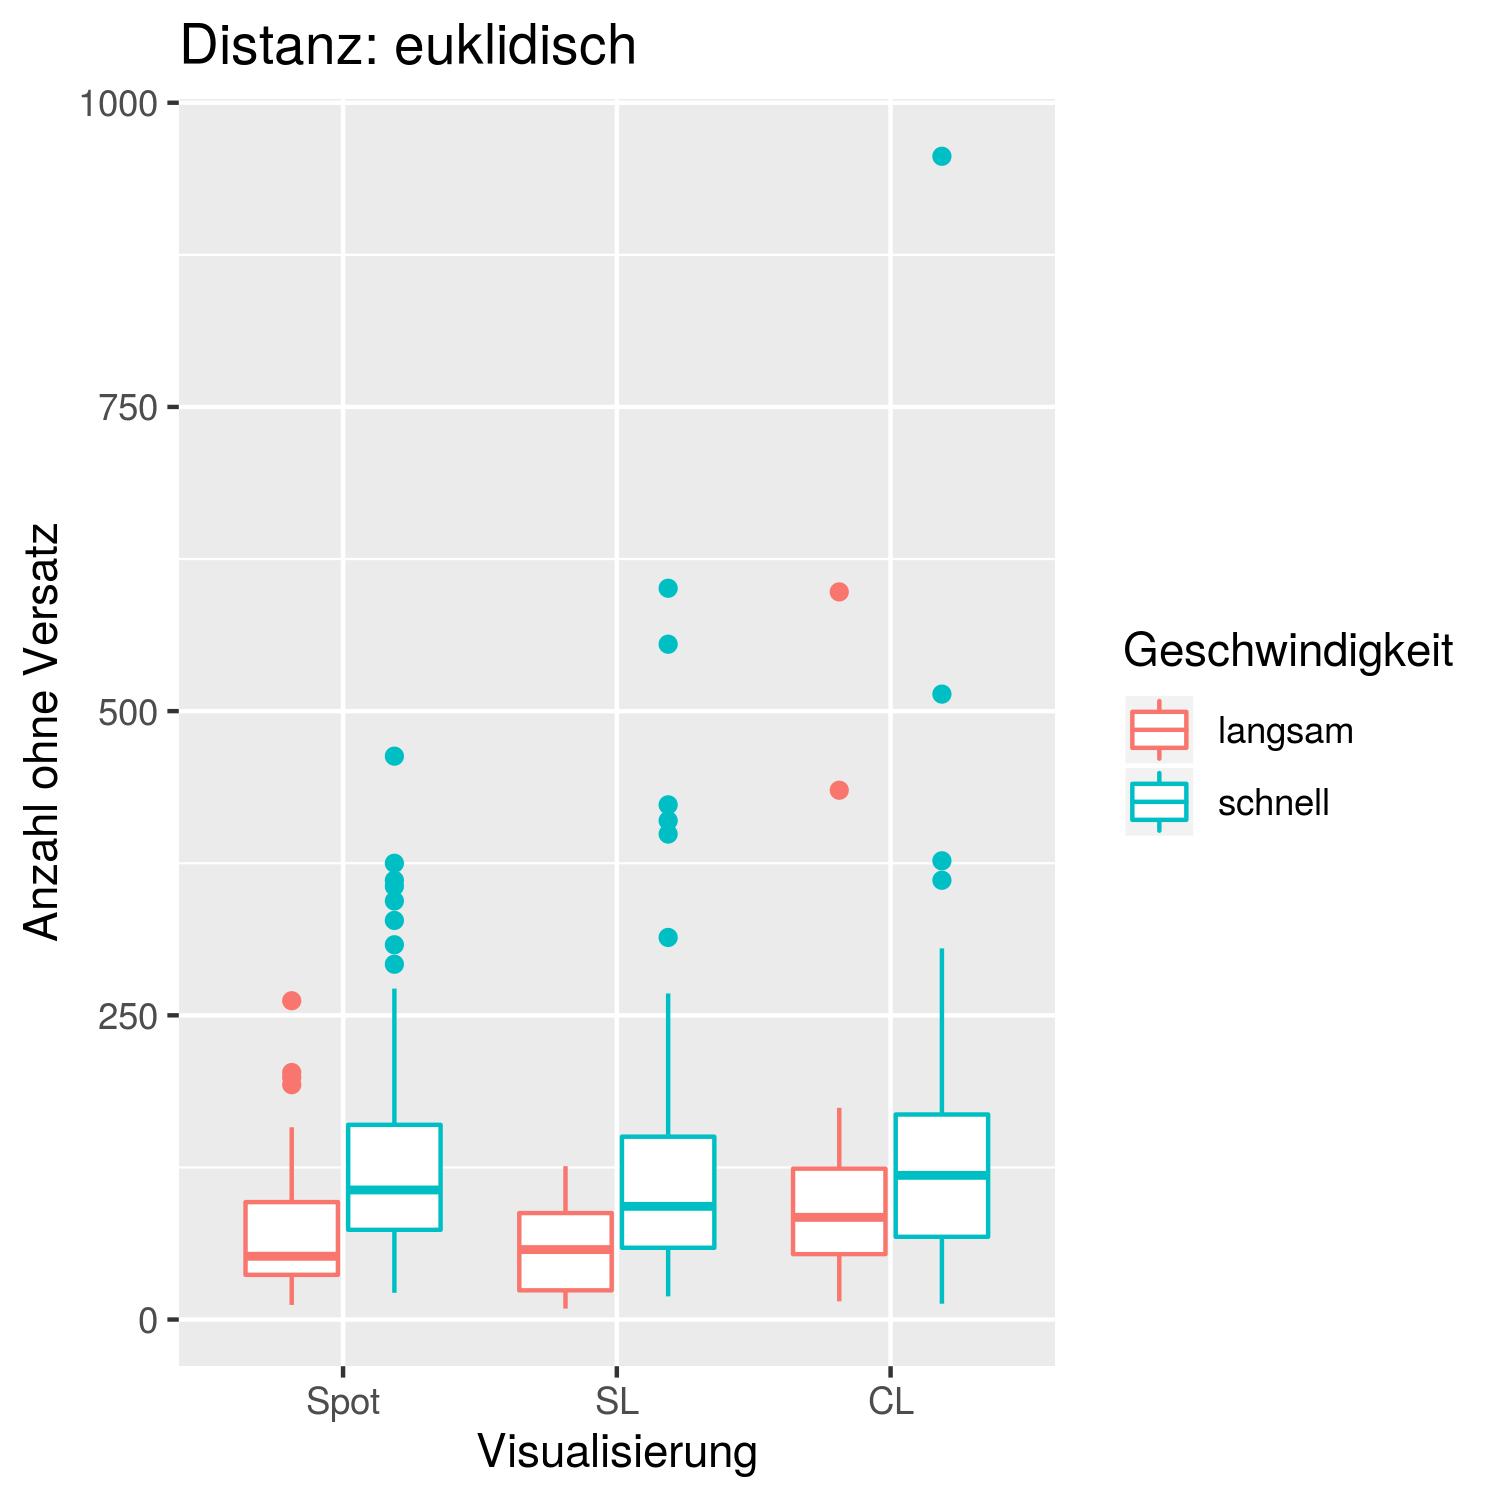 Distanz: euklidisch
1000
750
500
250
0
Anzahl ohne Versatz
Spot SL CL
Visualisierung
Geschwindigkeit
langsam
schnell